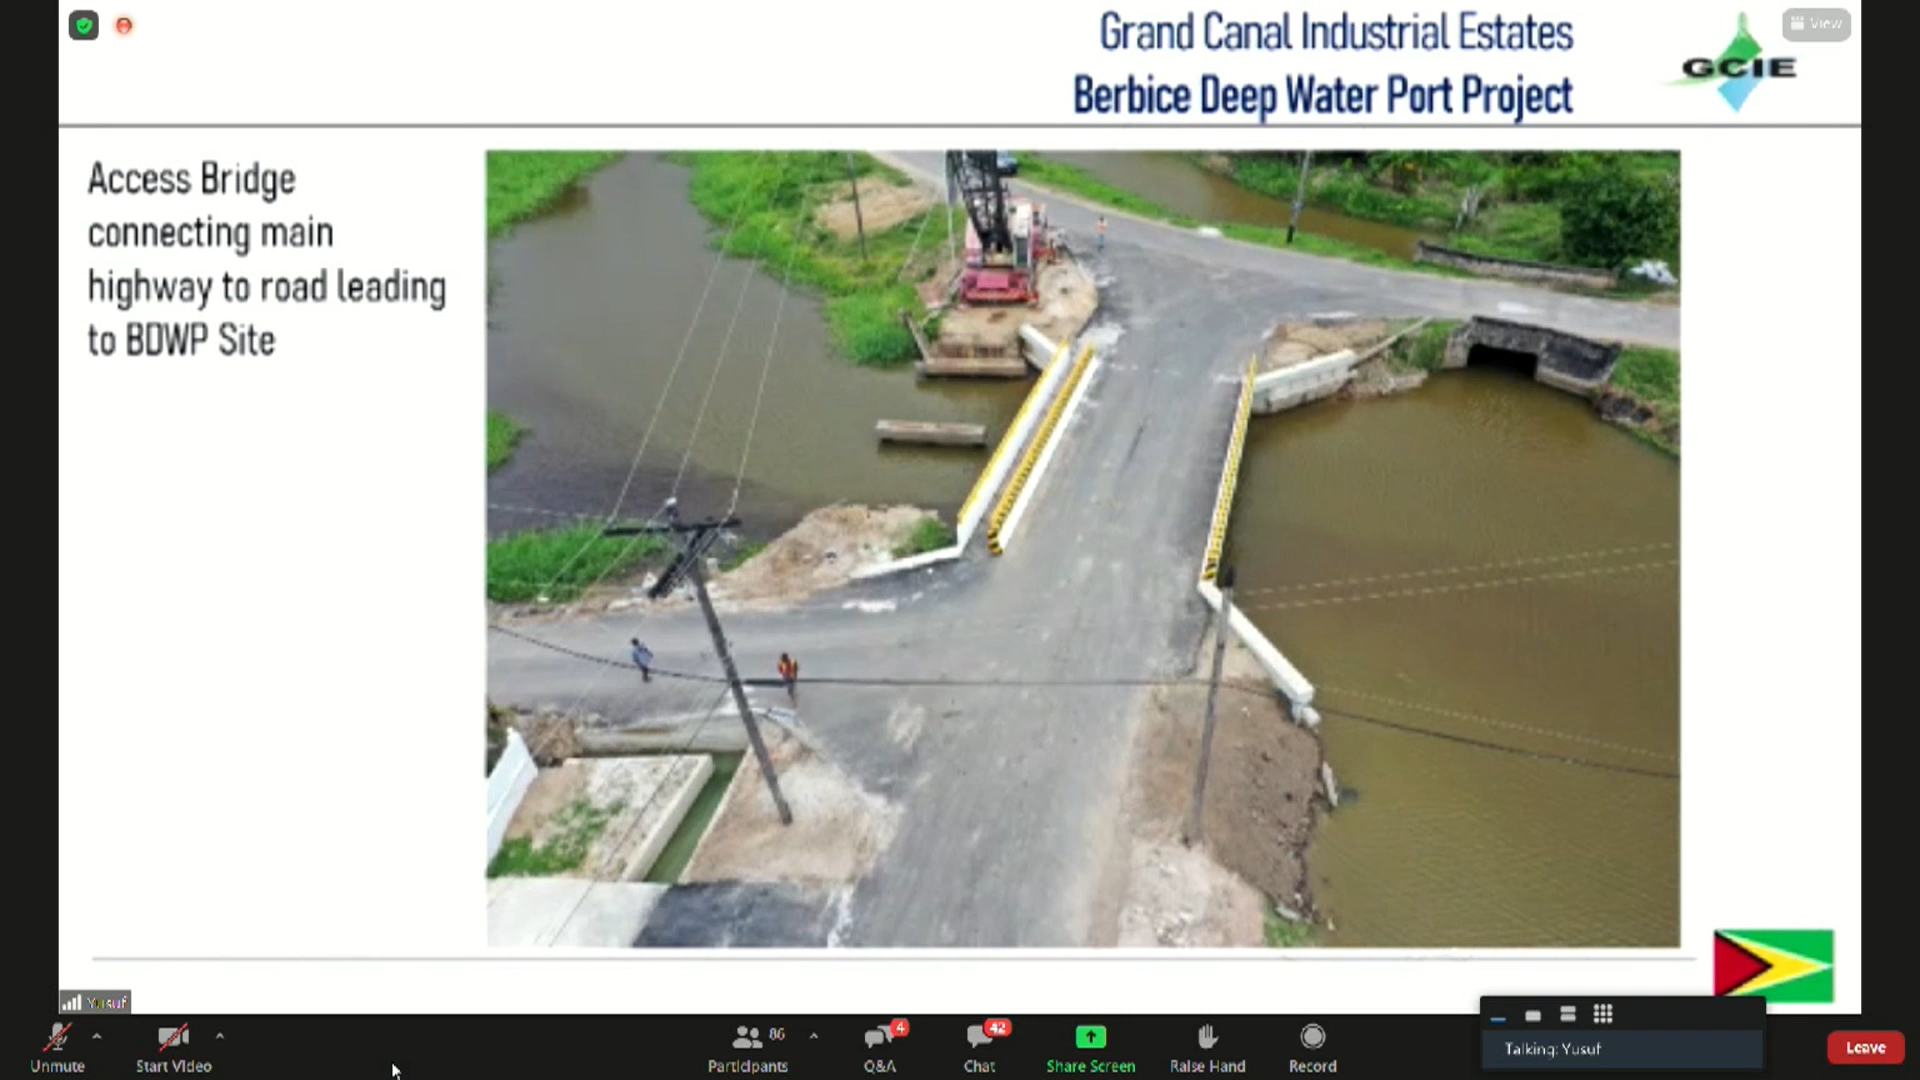 View
Grand Canal Industrial Estates
Berbice Deep Water Port Project
GCIE
Access Bridge
connecting main
highway to road leading
to BDWP Site
Yusuf
Unmute
Start Video
86
Participants
4
Q&A
42
Chat
Share Screen
Raise Hand
Record
Talking: Yusuf
Leave